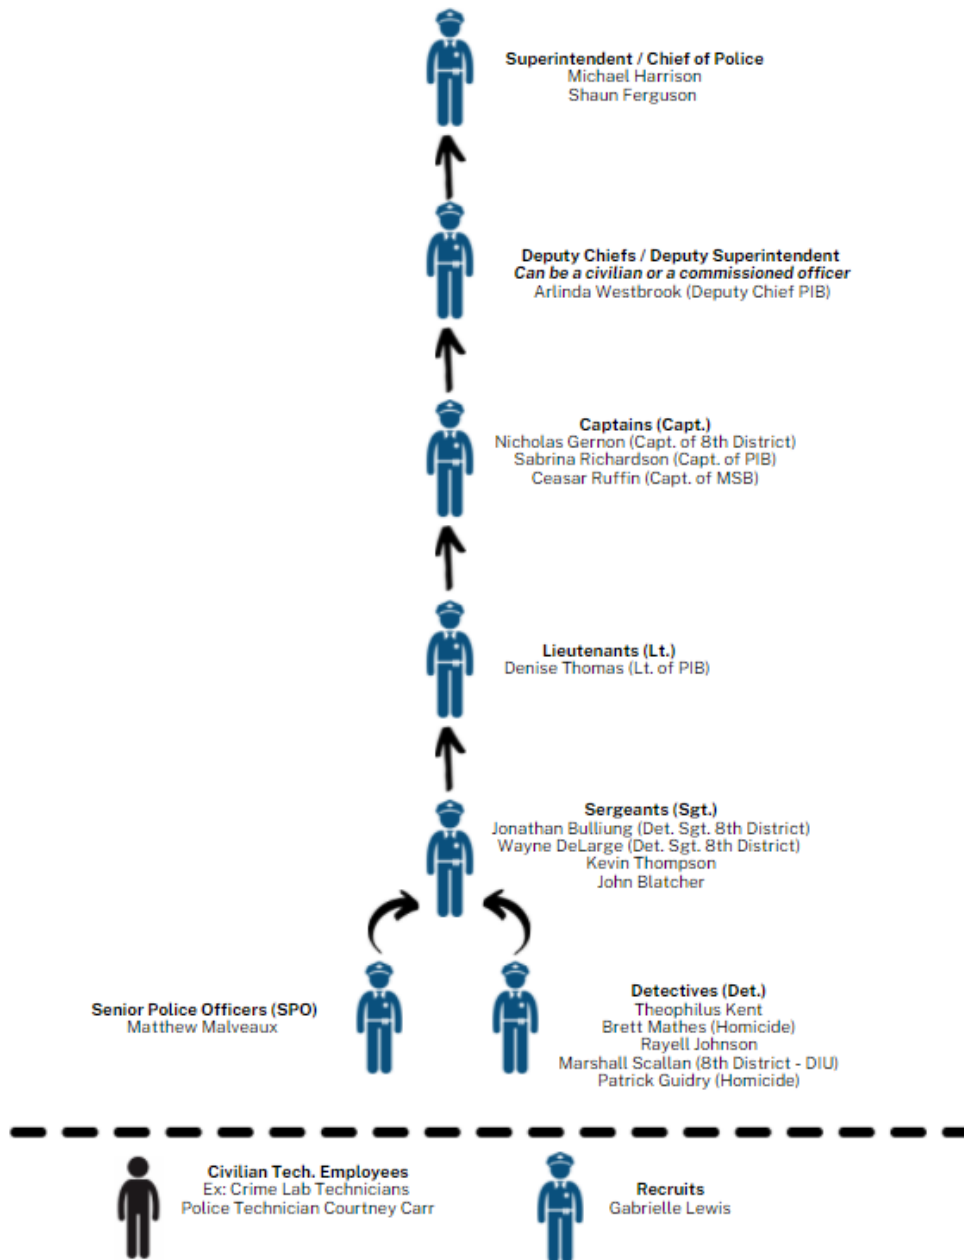 Superintendent / Chief of Police
Michael Harrison
Shaun Ferguson
Deputy Chiefs / Deputy Superintendent
Can be a civilian or a commissioned officer
Arlinda Westbrook (Deputy Chief PIB)
Captains (Capt.)
Nicholas Gernon (Capt. of 8th District)
Sabrina Richardson (Capt. of PIB)
Ceasar Ruffin (Capt. of MSB)
Lieutenants (Lt.)
Denise Thomas (Lt. of PIB)
Sergeants (Sgt.)
Jonathan Bulliung (Det. Sgt. 8th District)
Wayne DeLarge (Det. Sgt. 8th District)
Kevin Thompson
John Blatcher
Senior Police Officers (SPO)
Matthew Malveaux
Detectives (Det.)
Theophilus Kent
Brett Mathes (Homicide)
Rayell Johnson
Marshall Scallan (8th District - DIU)
Patrick Guidry (Homicide)
Civilian Tech. Employees
Ex: Crime Lab Technicians
Police Technician Courtney Carr
Recruits
Gabrielle Lewis